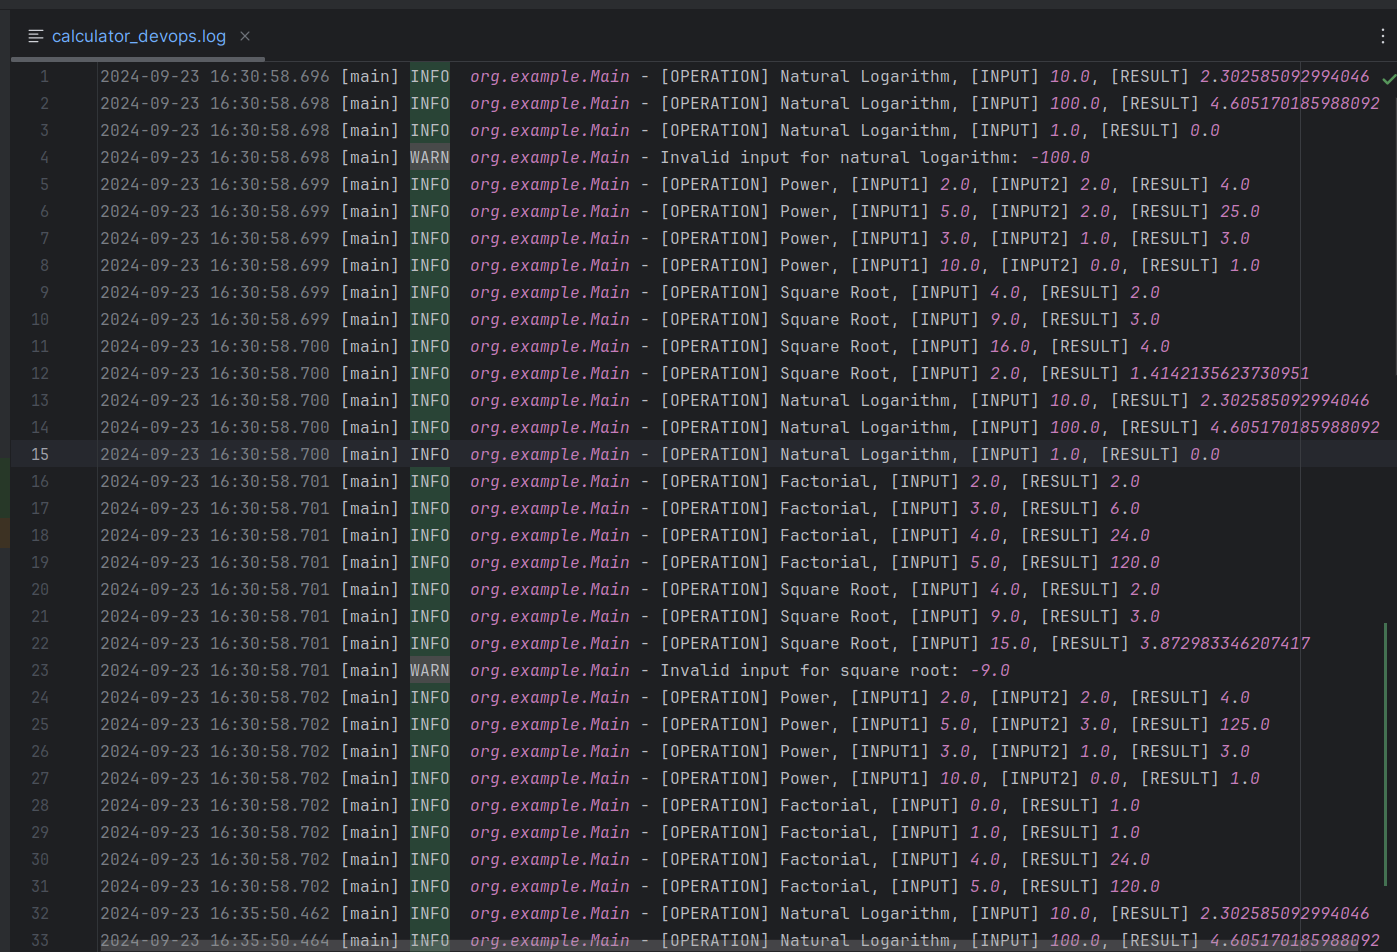 calculator_devops.log
1 2024-09-23 16:30:58.696 [main] INFO  org.example.Main - [OPERATION] Natural Logarithm, [INPUT] 10.0, [RESULT] 2.302585092994046
2 2024-09-23 16:30:58.698 [main] INFO  org.example.Main - [OPERATION] Natural Logarithm, [INPUT] 100.0, [RESULT] 4.605170185988092
3 2024-09-23 16:30:58.698 [main] INFO  org.example.Main - [OPERATION] Natural Logarithm, [INPUT] 1.0, [RESULT] 0.0
4 2024-09-23 16:30:58.698 [main] WARN  org.example.Main - Invalid input for natural logarithm: -100.0
5 2024-09-23 16:30:58.699 [main] INFO  org.example.Main - [OPERATION] Power, [INPUT1] 2.0, [INPUT2] 2.0, [RESULT] 4.0
6 2024-09-23 16:30:58.699 [main] INFO  org.example.Main - [OPERATION] Power, [INPUT1] 5.0, [INPUT2] 2.0, [RESULT] 25.0
7 2024-09-23 16:30:58.699 [main] INFO  org.example.Main - [OPERATION] Power, [INPUT1] 3.0, [INPUT2] 1.0, [RESULT] 3.0
8 2024-09-23 16:30:58.699 [main] INFO  org.example.Main - [OPERATION] Power, [INPUT1] 10.0, [INPUT2] 0.0, [RESULT] 1.0
9 2024-09-23 16:30:58.699 [main] INFO  org.example.Main - [OPERATION] Square Root, [INPUT] 4.0, [RESULT] 2.0
10 2024-09-23 16:30:58.699 [main] INFO  org.example.Main - [OPERATION] Square Root, [INPUT] 9.0, [RESULT] 3.0
11 2024-09-23 16:30:58.700 [main] INFO  org.example.Main - [OPERATION] Square Root, [INPUT] 16.0, [RESULT] 4.0
12 2024-09-23 16:30:58.700 [main] INFO  org.example.Main - [OPERATION] Square Root, [INPUT] 2.0, [RESULT] 1.4142135623730951
13 2024-09-23 16:30:58.700 [main] INFO  org.example.Main - [OPERATION] Natural Logarithm, [INPUT] 10.0, [RESULT] 2.302585092994046
14 2024-09-23 16:30:58.700 [main] INFO  org.example.Main - [OPERATION] Natural Logarithm, [INPUT] 100.0, [RESULT] 4.605170185988092
15 2024-09-23 16:30:58.700 [main] INFO  org.example.Main - [OPERATION] Natural Logarithm, [INPUT] 1.0, [RESULT] 0.0
16 2024-09-23 16:30:58.701 [main] INFO  org.example.Main - [OPERATION] Factorial, [INPUT] 2.0, [RESULT] 2.0
17 2024-09-23 16:30:58.701 [main] INFO  org.example.Main - [OPERATION] Factorial, [INPUT] 3.0, [RESULT] 6.0
18 2024-09-23 16:30:58.701 [main] INFO  org.example.Main - [OPERATION] Factorial, [INPUT] 4.0, [RESULT] 24.0
19 2024-09-23 16:30:58.701 [main] INFO  org.example.Main - [OPERATION] Factorial, [INPUT] 5.0, [RESULT] 120.0
20 2024-09-23 16:30:58.701 [main] INFO  org.example.Main - [OPERATION] Square Root, [INPUT] 4.0, [RESULT] 2.0
21 2024-09-23 16:30:58.701 [main] INFO  org.example.Main - [OPERATION] Square Root, [INPUT] 9.0, [RESULT] 3.0
22 2024-09-23 16:30:58.701 [main] INFO  org.example.Main - [OPERATION] Square Root, [INPUT] 15.0, [RESULT] 3.872983346207417
23 2024-09-23 16:30:58.701 [main] WARN  org.example.Main - Invalid input for square root: -9.0
24 2024-09-23 16:30:58.702 [main] INFO  org.example.Main - [OPERATION] Power, [INPUT1] 2.0, [INPUT2] 2.0, [RESULT] 4.0
25 2024-09-23 16:30:58.702 [main] INFO  org.example.Main - [OPERATION] Power, [INPUT1] 5.0, [INPUT2] 3.0, [RESULT] 125.0
26 2024-09-23 16:30:58.702 [main] INFO  org.example.Main - [OPERATION] Power, [INPUT1] 3.0, [INPUT2] 1.0, [RESULT] 3.0
27 2024-09-23 16:30:58.702 [main] INFO  org.example.Main - [OPERATION] Power, [INPUT1] 10.0, [INPUT2] 0.0, [RESULT] 1.0
28 2024-09-23 16:30:58.702 [main] INFO  org.example.Main - [OPERATION] Factorial, [INPUT] 0.0, [RESULT] 1.0
29 2024-09-23 16:30:58.702 [main] INFO  org.example.Main - [OPERATION] Factorial, [INPUT] 1.0, [RESULT] 1.0
30 2024-09-23 16:30:58.702 [main] INFO  org.example.Main - [OPERATION] Factorial, [INPUT] 4.0, [RESULT] 24.0
31 2024-09-23 16:30:58.702 [main] INFO  org.example.Main - [OPERATION] Factorial, [INPUT] 5.0, [RESULT] 120.0
32 2024-09-23 16:35:50.462 [main] INFO  org.example.Main - [OPERATION] Natural Logarithm, [INPUT] 10.0, [RESULT] 2.302585092994046
33 2024-09-23 16:35:50.464 [main] INFO  org.example.Main - [OPERATION] Natural Logarithm, [INPUT] 100.0, [RESULT] 4.605170185988092